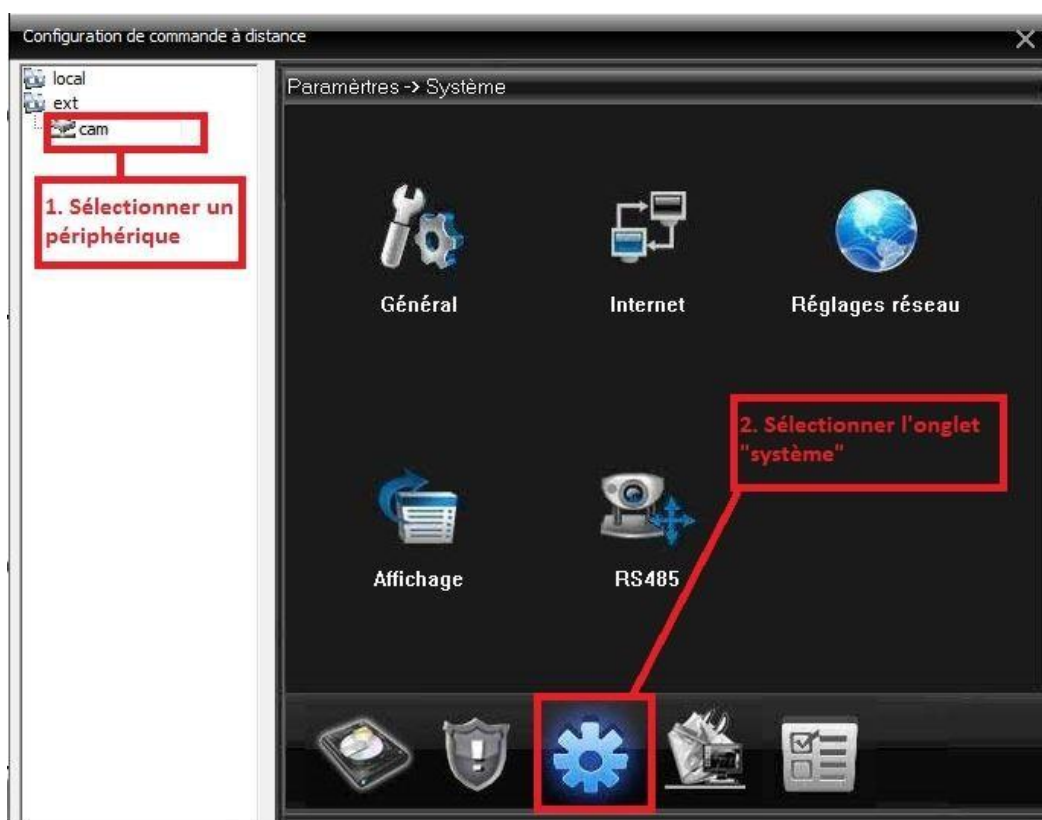 Configuration de commande à distance
local
ext
cam
1. Sélectionner un
périphérique
Paramèrtres -> Système
Général
Internet
Réglages réseau
2. Sélectionner l'onglet
"système"
Affichage
RS485